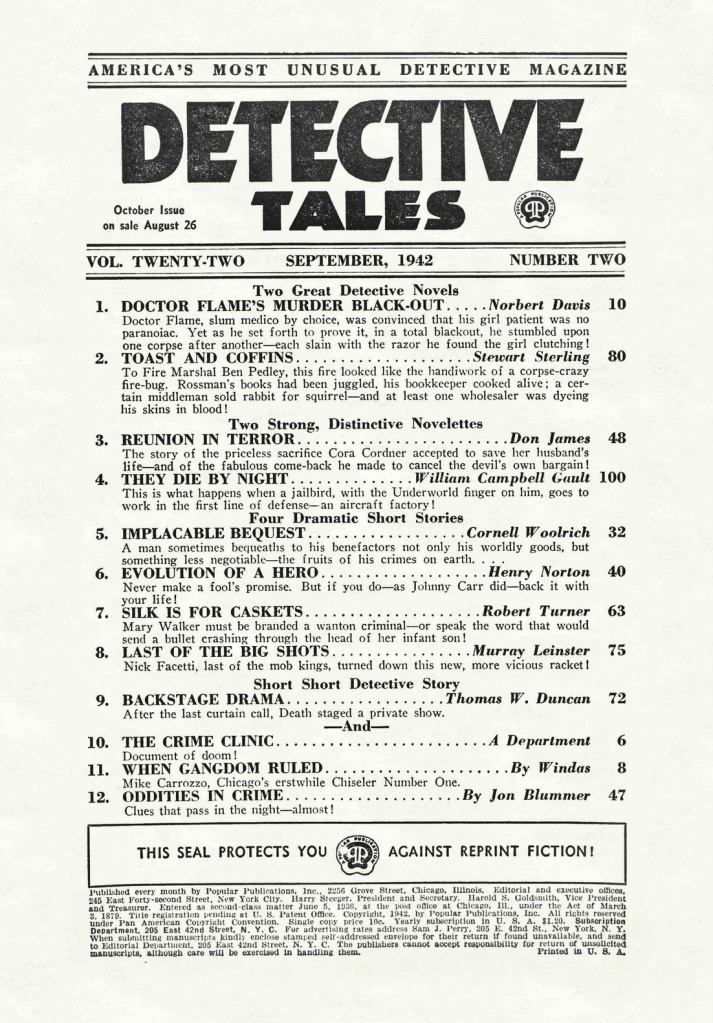 AMERICA'S MOST UNUSUAL DETECTIVE MAGAZINE
DETECTIVE
TALES
October Issue
on sale August 26
VOL. TWENTY-TWO SEPTEMBER, 1942 NUMBER TWO
Two Great Detective Novels
1. DOCTOR FLAME'S MURDER BLACK-OUT.....Norbert Davis 10
Doctor Flame, slum medico by choice, was convinced that his girl patient was no
paranoiac. Yet as he set forth to prove it, in a total blackout, he stumbled upon
one corpse after another—each slain with the razor he found the girl clutching!
2. TOAST AND COFFINS....................Stewart Sterling 80
To Fire Marshal Ben Pedley, this fire looked like the handiwork of a corpse-crazy
fire-bug. Rossman's books had been juggled, his bookkeeper cooked alive; a cer-
tain middleman sold rabbit for squirrel—and at least one wholesaler was dyeing
his skins in blood!
Two Strong, Distinctive Novelettes
3. REUNION IN TERROR........................Don James 48
The story of the priceless sacrifice Cora Cordner accepted to save her husband's
life—and of the fabulous come-back he made to cancel the devil's own bargain!
4. THEY DIE BY NIGHT..............William Campbell Gault 100
This is what happens when a jailbird, with the Underworld finger on him, goes to
work in the first line of defense—an aircraft factory!
Four Dramatic Short Stories
5. IMPLACABLE BEQUEST..................Cornell Woolrich 32
A man sometimes bequeaths to his benefactors not only his worldly goods, but
something less negotiable—the fruits of his crimes on earth. . . .
6. EVOLUTION OF A HERO...................Henry Norton 40
Never make a fool's promise. But if you do—as Johnny Carr did—back it with
your life!
7. SILK IS FOR CASKETS....................Robert Turner 63
Mary Walker must be branded a wanton criminal—or speak the word that would
send a bullet crashing through the head of her infant son!
8. LAST OF THE BIG SHOTS................Murray Leinster 75
Nick Facetti, last of the mob kings, turned down this new, more vicious racket!
Short Short Detective Story
9. BACKSTAGE DRAMA..................Thomas W. Duncan 72
After the last curtain call, Death staged a private show.
—And—
10. THE CRIME CLINIC........................A Department 6
Document of doom!
11. WHEN GANGDOM RULED.....................By Windas 8
Mike Carrozzo, Chicago's erstwhile Chiseler Number One.
12. ODDITIES IN CRIME....................By Jon Blummer 47
Clues that pass in the night—almost!
THIS SEAL PROTECTS YOU AGAINST REPRINT FICTION!
Published every month by Popular Publications, Inc., 2256 Grove Street, Chicago, Illinois. Editorial and executive offices,
245 East Forty-second Street, New York City. Harry Steeger, President and Secretary. Harold S. Goldsmith, Vice President
and Treasurer. Entered as second-class matter June 5, 1935, at the post office at Chicago, Ill., under the Act of March
3, 1879. Title registration pending at U. S. Patent Office. Copyright, 1942, by Popular Publications, Inc. All rights reserved
under Pan American Copyright Convention. Single copy price 10c. Yearly subscription in U. S. A. $1.20. Subscription
Department, 205 East 42nd Street, N. Y. C. For advertising rates address Sam J. Perry, 205 E. 42nd St., New York, N. Y.
When submitting manuscripts kindly enclose stamped self-addressed envelope for their return if found unavailable, and send
to Editorial Department, 205 East 42nd Street, N. Y. C. The publishers cannot accept responsibility for return of unsolicited
manuscripts, although care will be exercised in handling them. Printed in U. S. A.